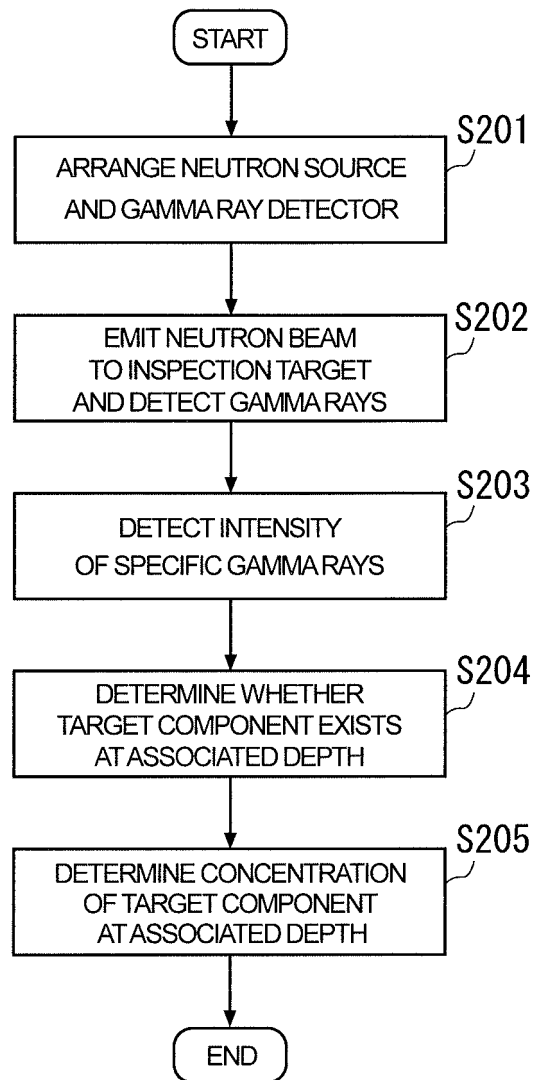 START
S201
ARRANGE NEUTRON SOURCE
AND GAMMA RAY DETECTOR
S202
EMIT NEUTRON BEAM
TO INSPECTION TARGET
AND DETECT GAMMA RAYS
S203
DETECT INTENSITY
OF SPECIFIC GAMMA RAYS
S204
DETERMINE WHETHER
TARGET COMPONENT EXISTS
AT ASSOCIATED DEPTH
S205
DETERMINE CONCENTRATION
OF TARGET COMPONENT
AT ASSOCIATED DEPTH
END